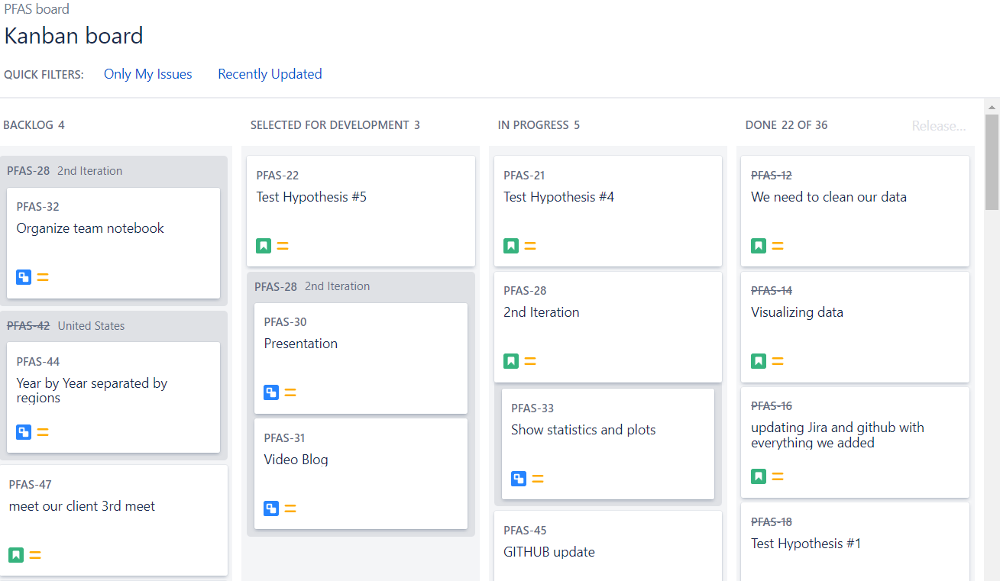 PFAS board
Kanban board
QUICK FILTERS: Only My Issues Recently Updated
BACKLOG 4
PFAS-28 2nd Iteration
PFAS-32
Organize team notebook
PFAS-42 United States
PFAS-44
Year by Year separated by
regions
PFAS-47
meet our client 3rd meet
SELECTED FOR DEVELOPMENT 3
PFAS-22
Test Hypothesis #5
PFAS-28 2nd Iteration
PFAS-30
Presentation
PFAS-31
Video Blog
IN PROGRESS 5
PFAS-21
Test Hypothesis #4
PFAS-28
2nd Iteration
PFAS-33
Show statistics and plots
PFAS-45
GITHUB update
DONE 22 OF 36 Release...
PFAS-12
We need to clean our data
PFAS-14
Visualizing data
PFAS-16
updating Jira and github with
everything we added
PFAS-18
Test Hypothesis #1